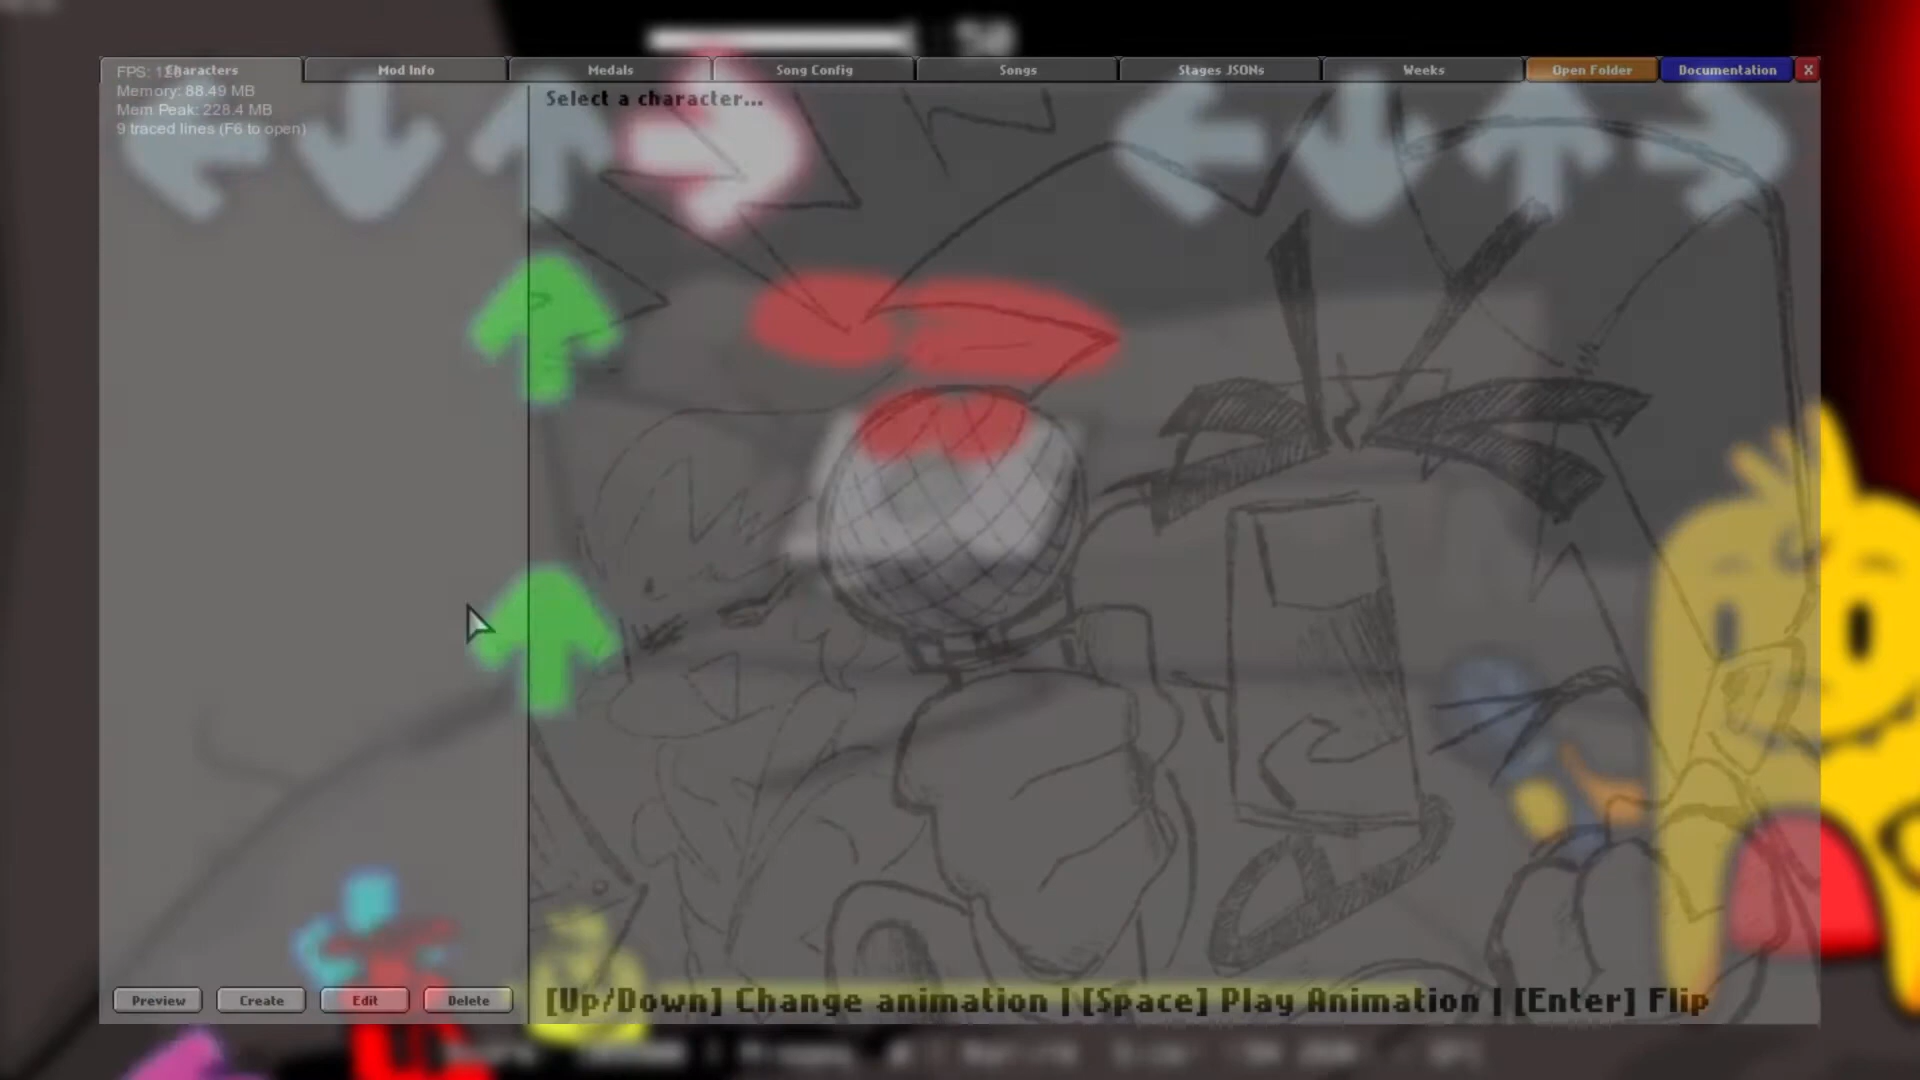 :50
FPS: 12
Characters
Mod Info
Medals
Song Config
Songs
Stages JSONs
Weeks
Open Folder
Documentation
X
Memory: 88.49 MB
Mem Peak: 228.4 MB
9 traced lines (F6 to open)
Select a character...
Preview
Create
Edit
Delete
[Up/Down] Change animation | [Space] Play Animation | [Enter] Flip